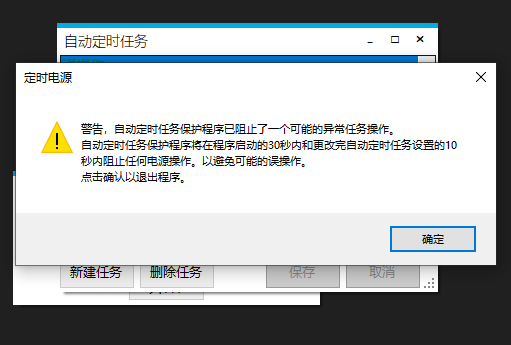 自动定时任务
定时电源
警告，自动定时任务保护程序已阻止了一个可能的异常任务操作。
自动定时任务保护程序将在程序启动的30秒内和更改完自动定时任务设置的10
秒内阻止任何电源操作。以避免可能的误操作。
点击确认以退出程序。
确定
新建任务
删除任务
保存
取消